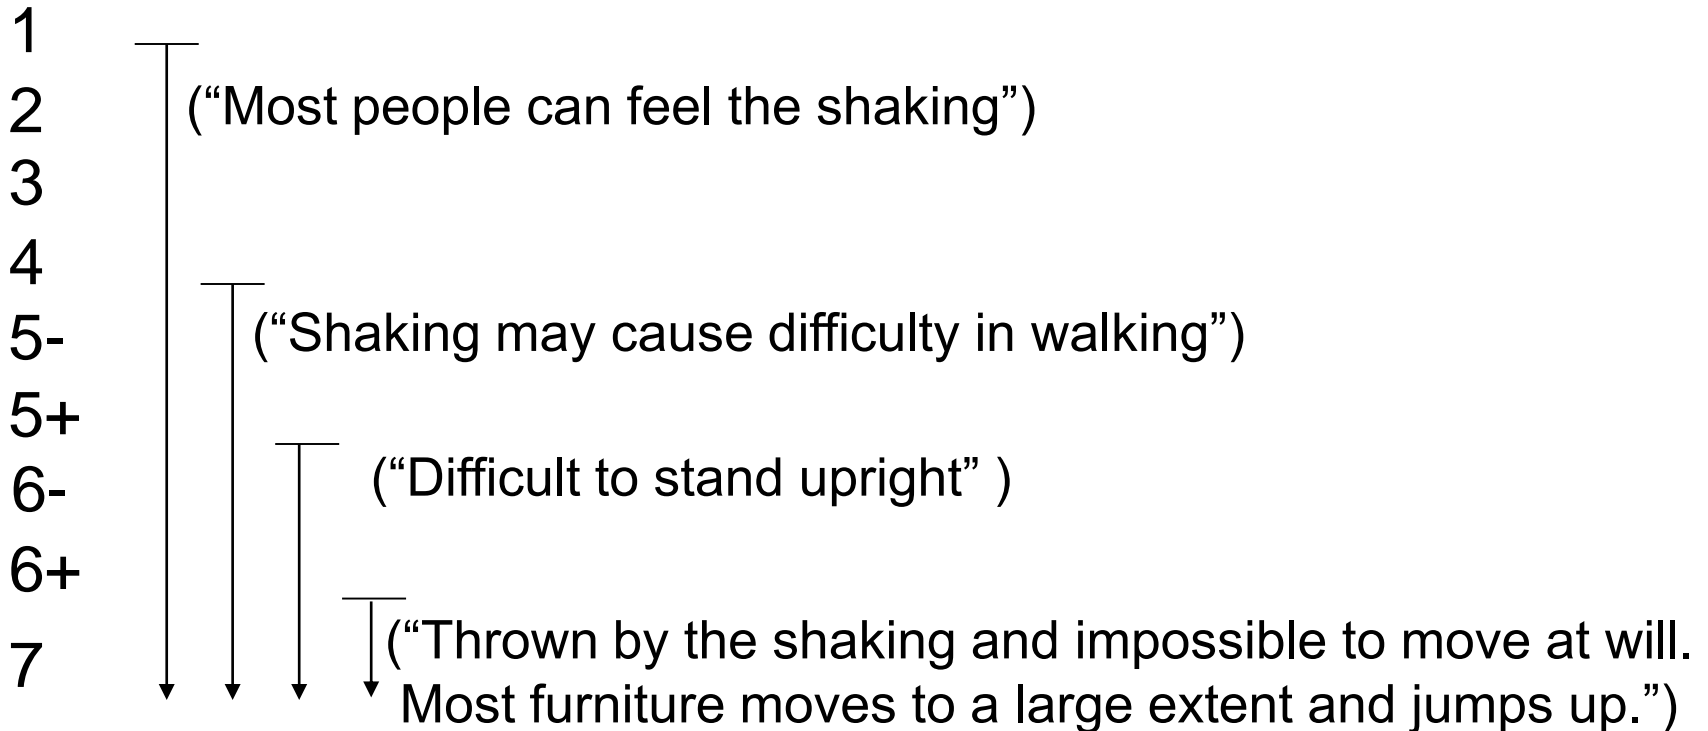 1
2 (“Most people can feel the shaking”)
3
4
5- (“Shaking may cause difficulty in walking”)
5+
6- (“Difficult to stand upright” )
6+
7 (“Thrown by the shaking and impossible to move at will.
Most furniture moves to a large extent and jumps up.”)